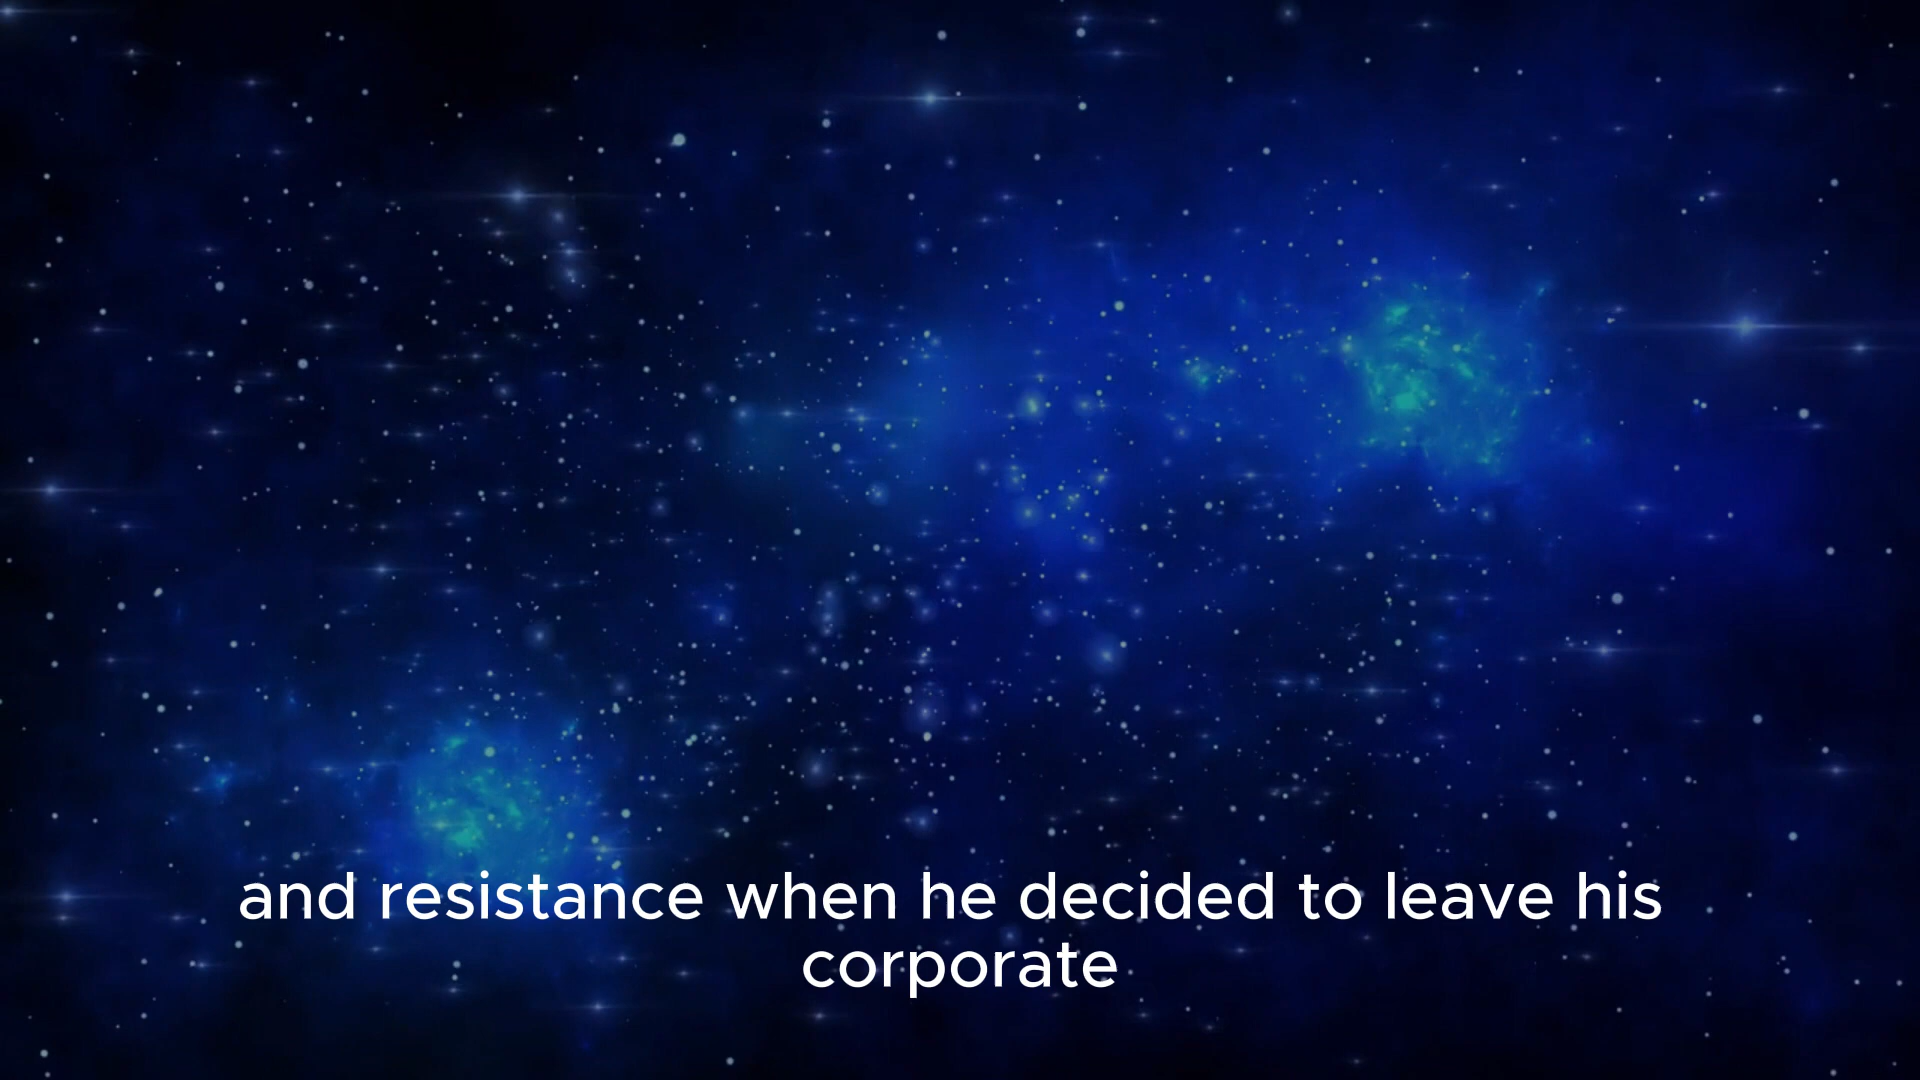 and resistance when he decided to leave his
corporate